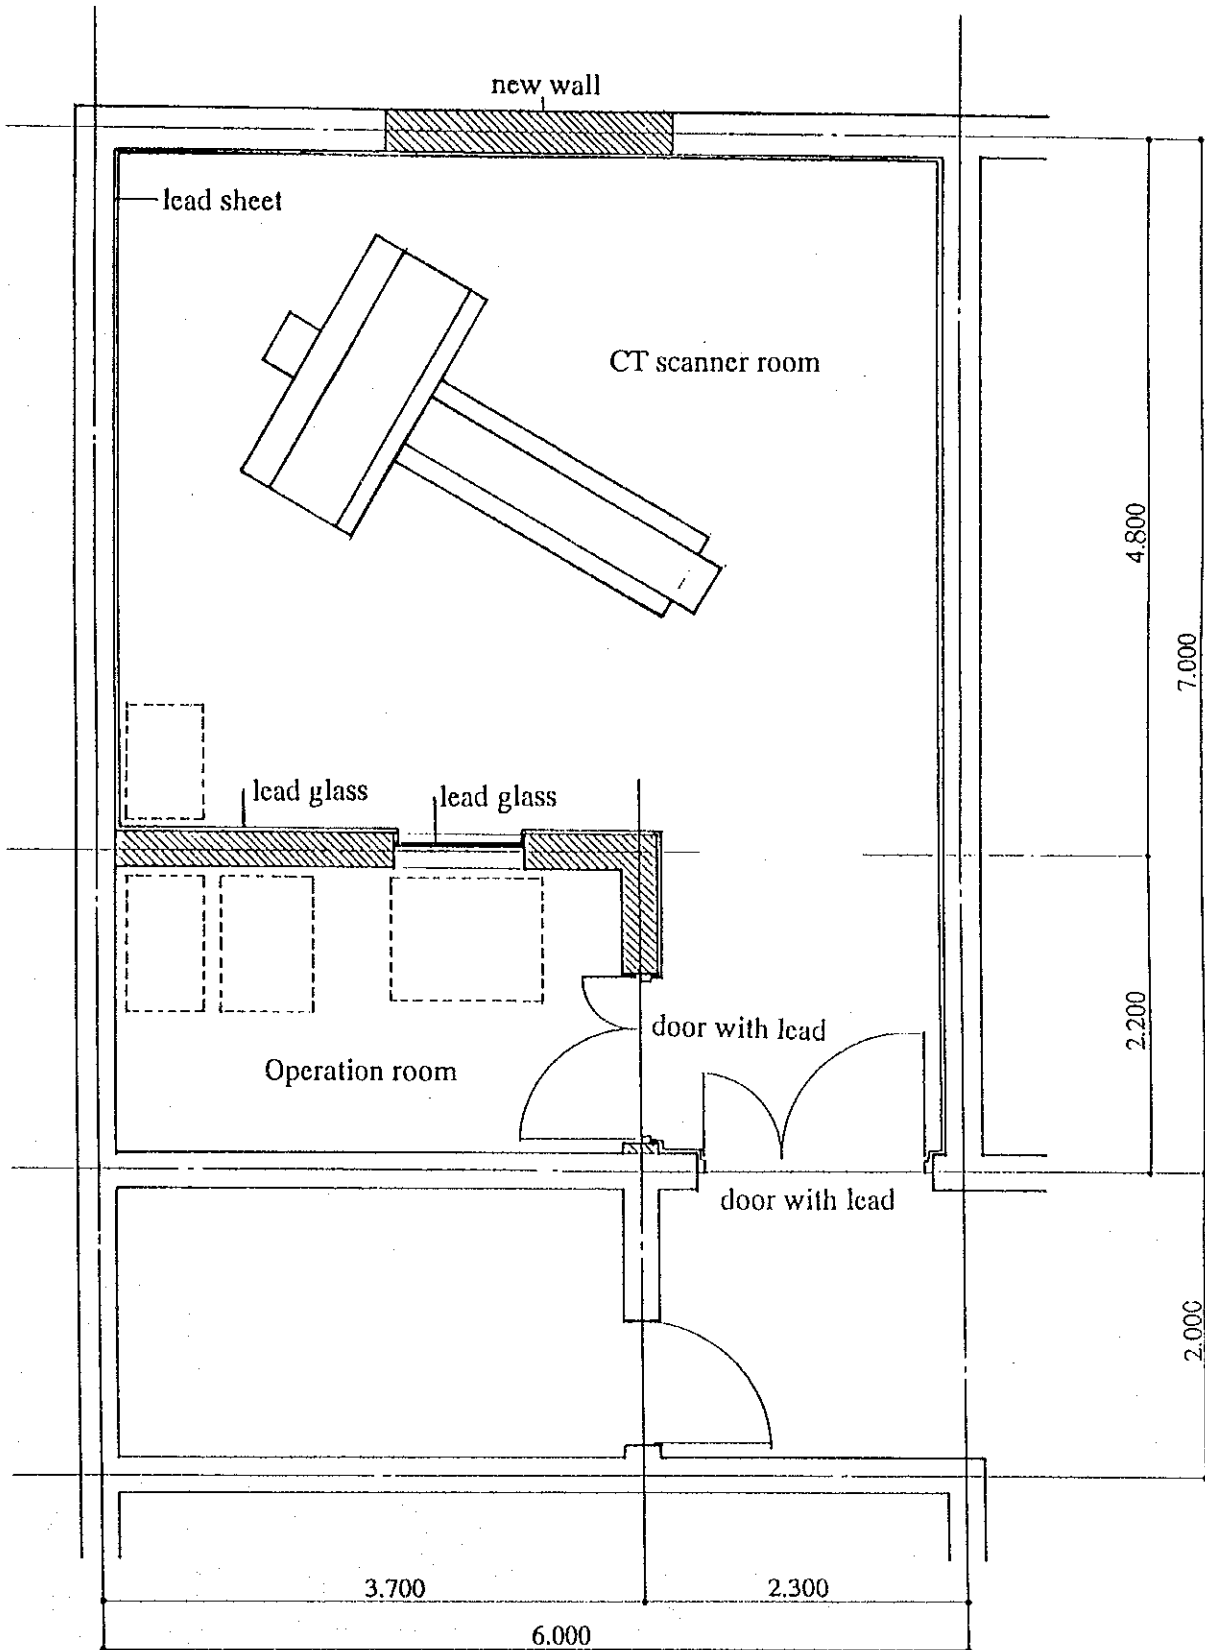 new wall
lead sheet
CT scanner room
4.800
7.000
lead glass
lead glass
2.200
door with lead
Operation room
door with lead
2.000
3.700
2.300
6.000